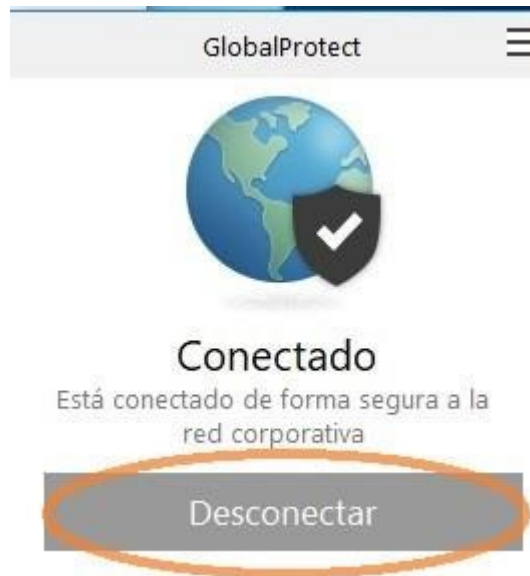 GlobalProtect
Conectado
Está conectado de forma segura a la
red corporativa
Desconectar